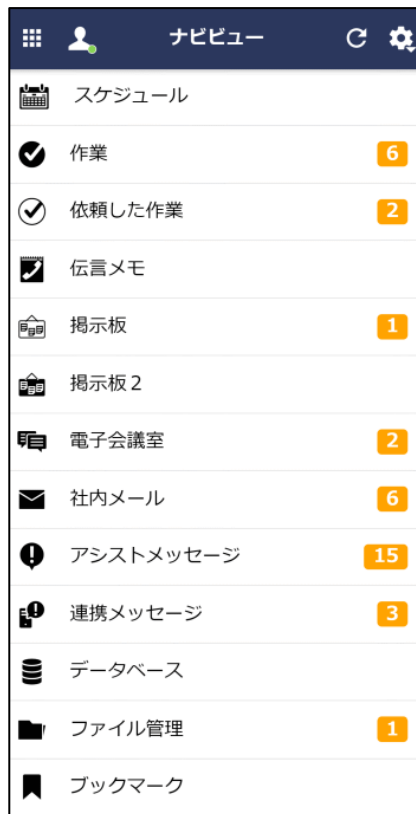 ナビビュー
スケジュール
作業 6
依頼した作業 2
伝言メモ
掲示板 1
掲示板2
電子会議室 2
社内メール 6
アシストメッセージ 15
連携メッセージ 3
データベース
ファイル管理 1
ブックマーク